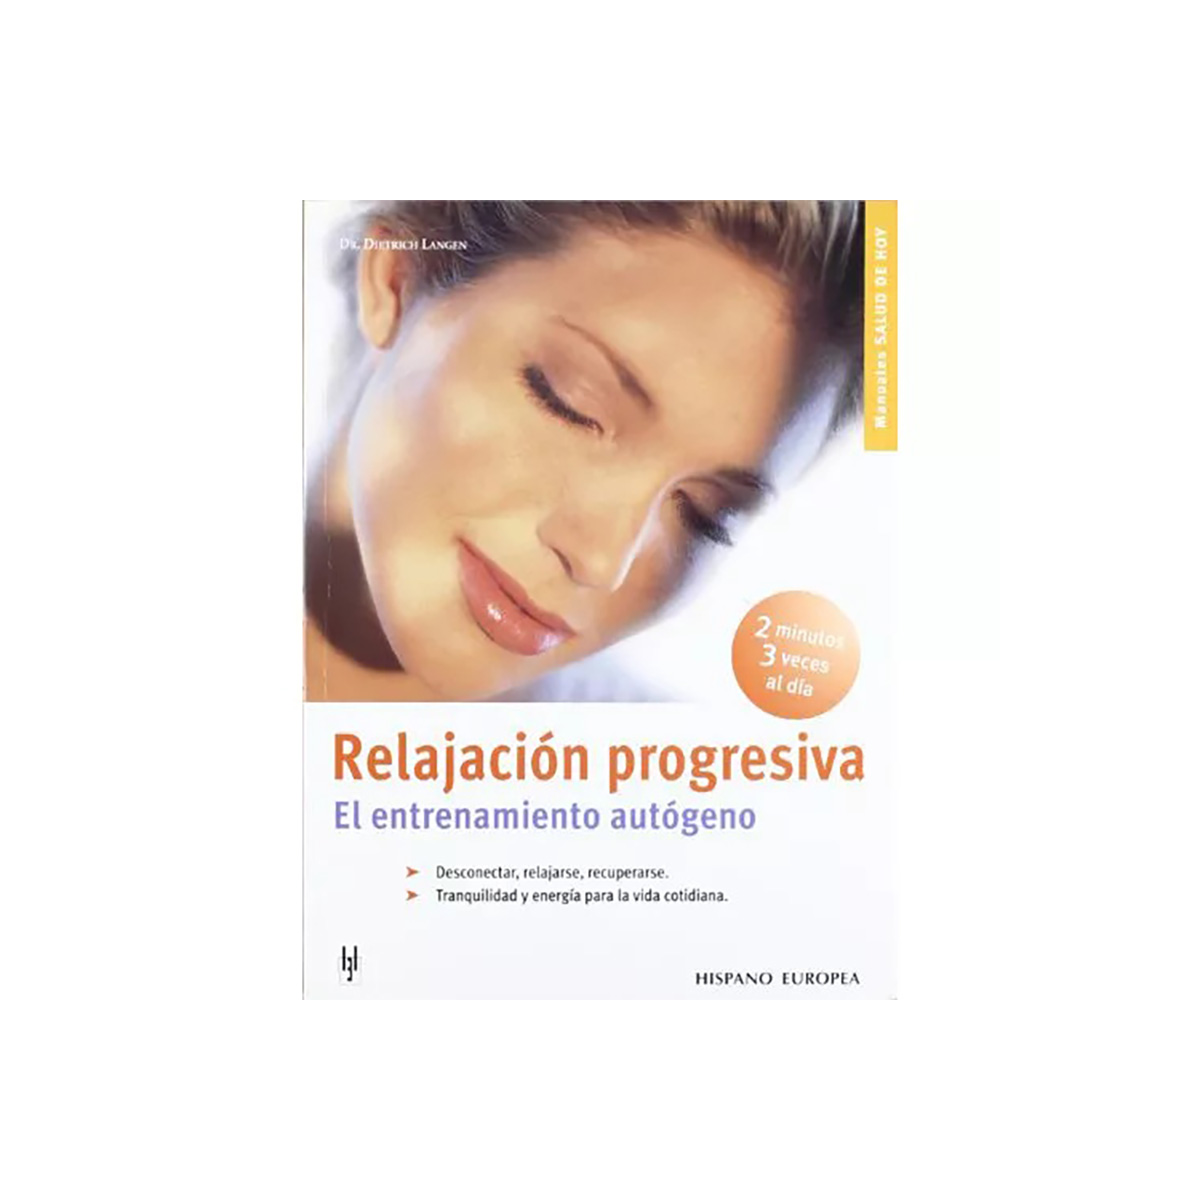 DR. DIETRICH LANGEN
Manuales SALUD DE HOY
2 minutos
3 veces
al día
Relajación progresiva
El entrenamiento autógeno
Desconectar, relajarse, recuperarse.
Tranquilidad y energía para la vida cotidiana.
HISPANO EUROPEA